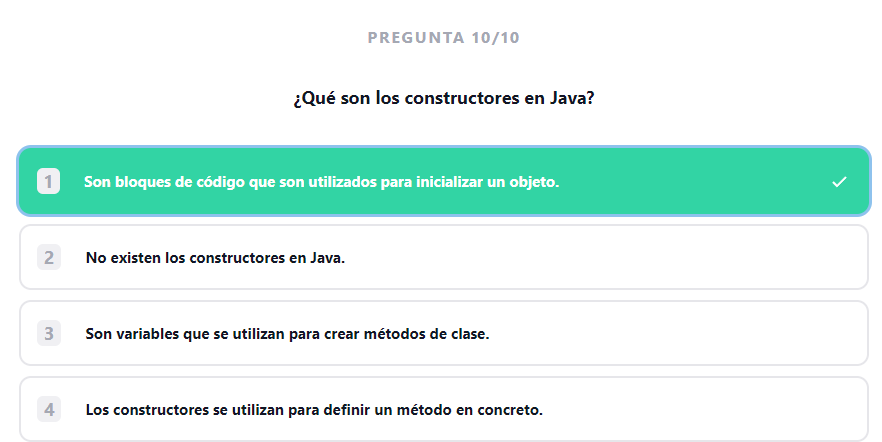 PREGUNTA 10/10
¿Qué son los constructores en Java?
1 Son bloques de código que son utilizados para inicializar un objeto.
2 No existen los constructores en Java.
3 Son variables que se utilizan para crear métodos de clase.
4 Los constructores se utilizan para definir un método en concreto.